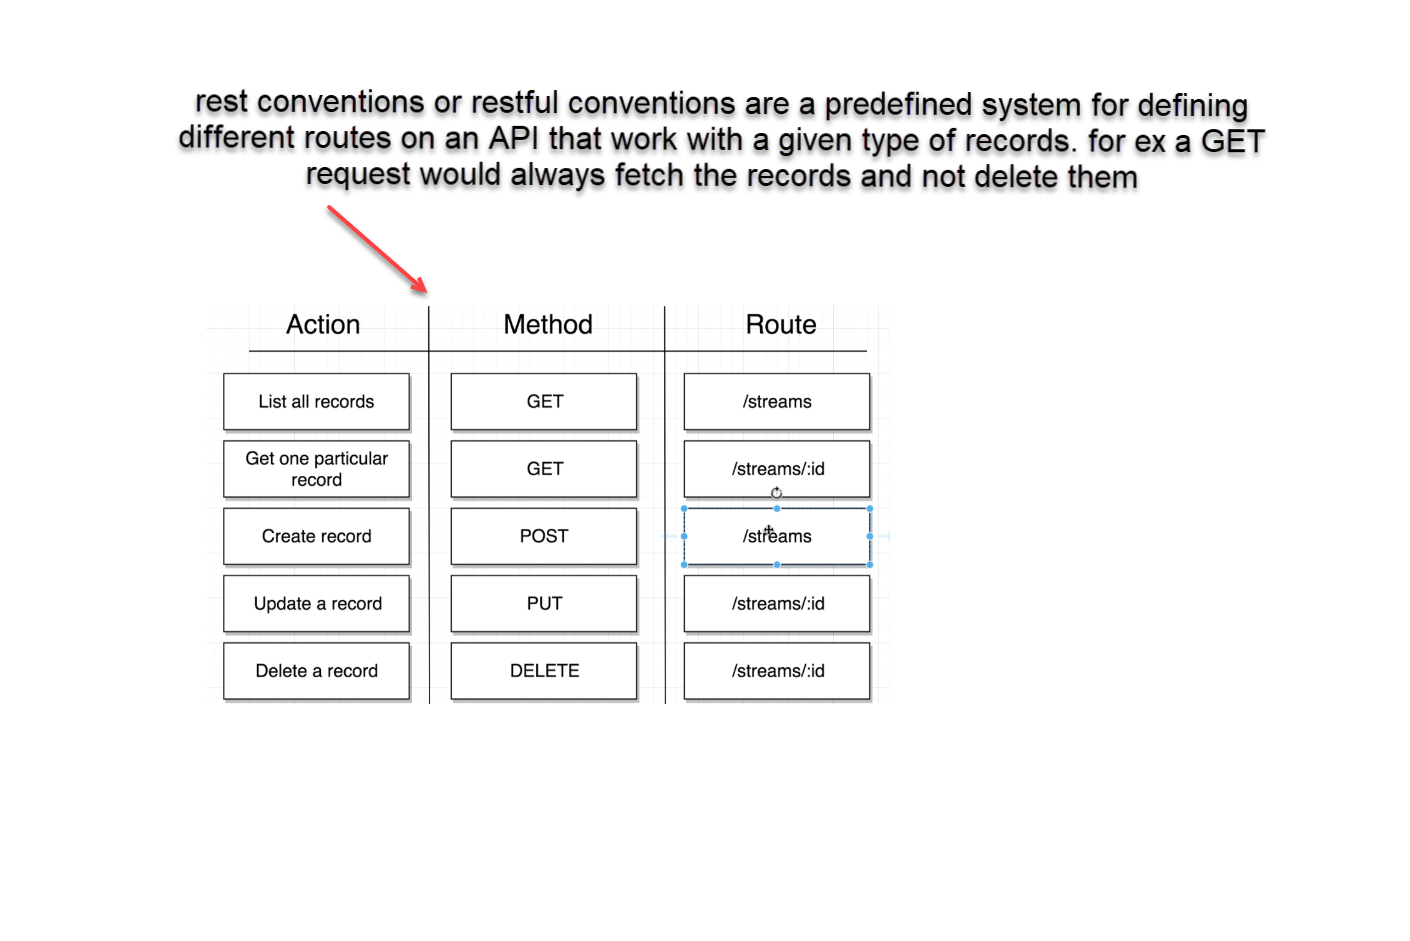 rest conventions or restful conventions are a predefined system for defining
different routes on an API that work with a given type of records. for ex a GET
request would always fetch the records and not delete them
Action Method Route
List all records GET /streams
Get one particular
record GET /streams/:id
Create record POST /streams
Update a record PUT /streams/:id
Delete a record DELETE /streams/:id